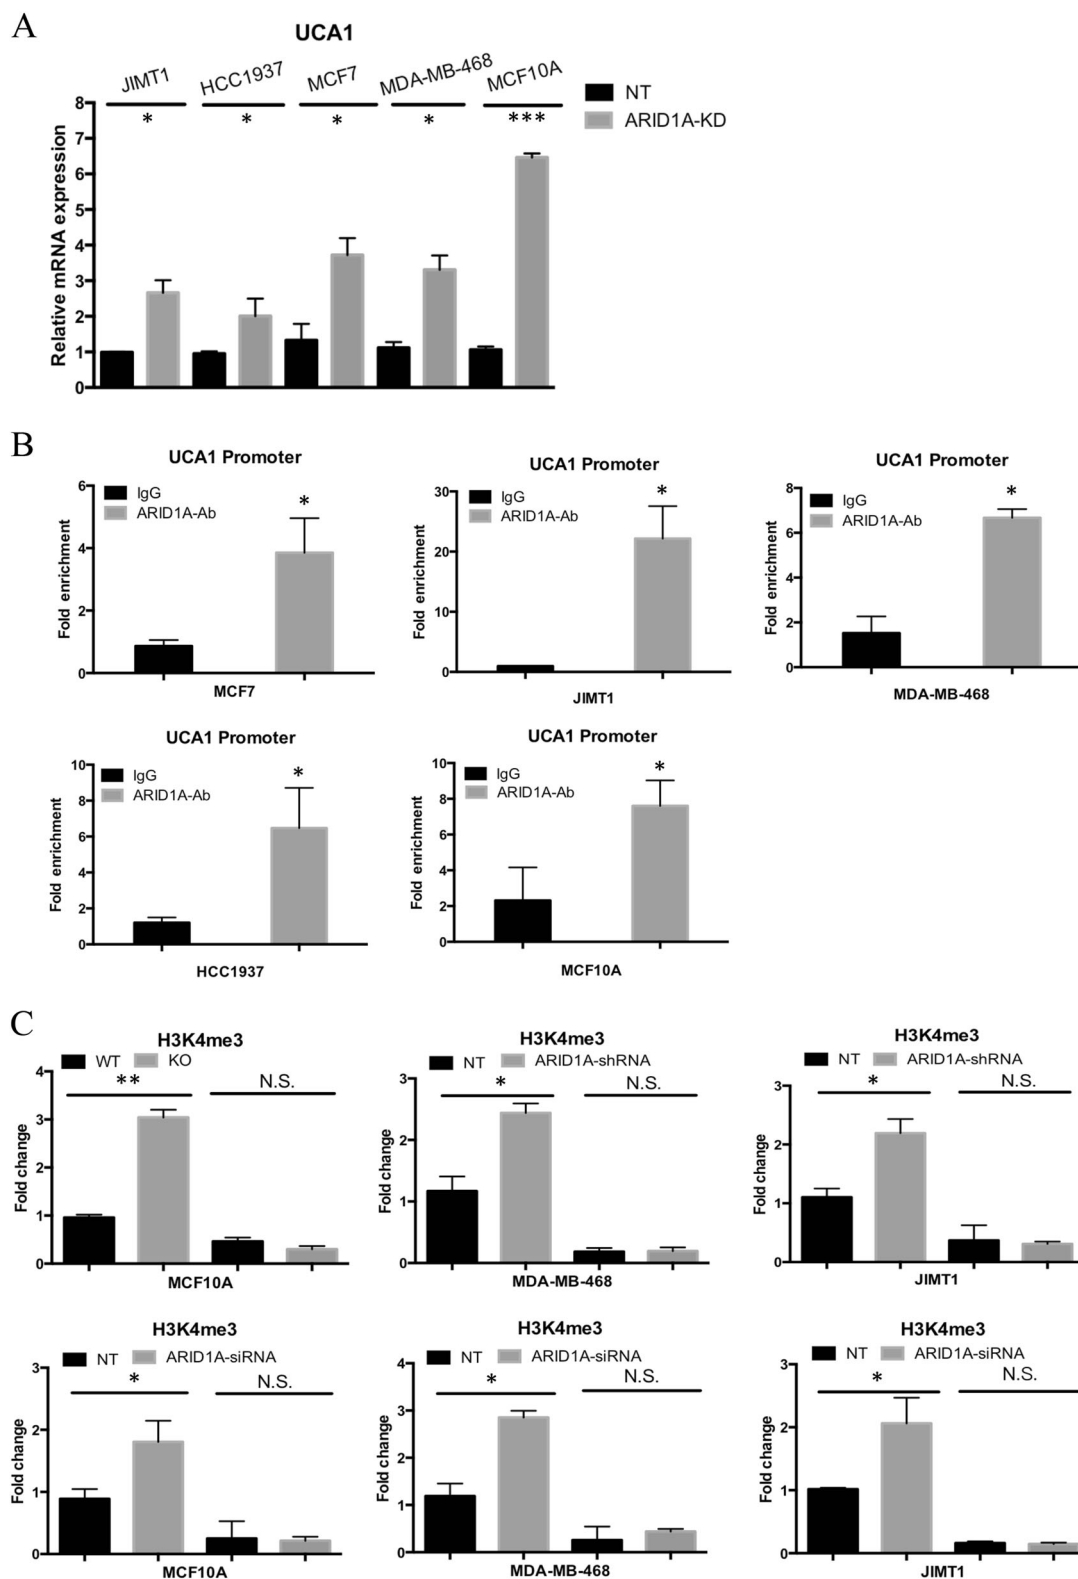 A
UCA1
JIMT1 HCC1937 MCF7 MDA-MB-468 MCF10A
NT
ARID1A-KD
* * * * ***
Relative mRNA expression
8
7
6
5
4
3
2
1
0
B
UCA1 Promoter
IgG
ARID1A-Ab
*
Fold enrichment
6
4
2
0
MCF7
UCA1 Promoter
IgG
ARID1A-Ab
*
Fold enrichment
30
20
10
0
JIMT1
UCA1 Promoter
IgG
ARID1A-Ab
*
Fold enrichment
8
6
4
2
0
MDA-MB-468
UCA1 Promoter
IgG
ARID1A-Ab
*
Fold enrichment
10
8
6
4
2
0
HCC1937
UCA1 Promoter
IgG
ARID1A-Ab
*
Fold enrichment
10
8
6
4
2
0
MCF10A
C
H3K4me3
WT KO
** N.S.
Fold change
4
3
2
1
0
MCF10A
H3K4me3
NT ARID1A-shRNA
* N.S.
Fold change
3
2
1
0
MDA-MB-468
H3K4me3
NT ARID1A-shRNA
* N.S.
Fold change
3
2
1
0
JIMT1
H3K4me3
NT ARID1A-siRNA
* N.S.
Fold change
3
2
1
0
MCF10A
H3K4me3
NT ARID1A-siRNA
* N.S.
Fold change
4
3
2
1
0
MDA-MB-468
H3K4me3
NT ARID1A-siRNA
* N.S.
Fold change
3
2
1
0
JIMT1